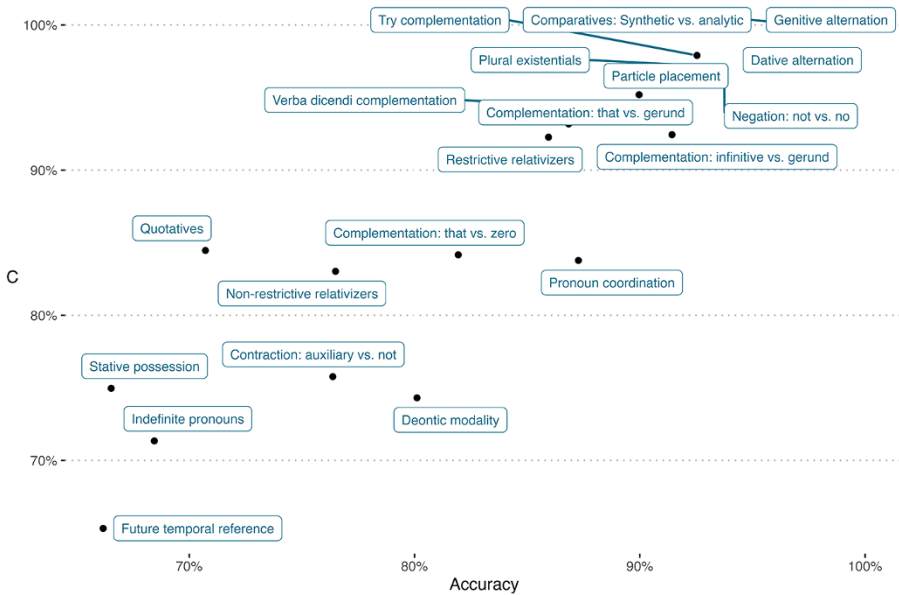 100%
Try complementation
Comparatives: Synthetic vs. analytic
Genitive alternation
Plural existentials
Dative alternation
Particle placement
Verba dicendi complementation
Complementation: that vs. gerund
Negation: not vs. no
Restrictive relativizers
Complementation: infinitive vs. gerund
90%
Quotatives
Complementation: that vs. zero
C
Non-restrictive relativizers
Pronoun coordination
80%
Contraction: auxiliary vs. not
Stative possession
Indefinite pronouns
Deontic modality
70%
Future temporal reference
70%
80%
90%
100%
Accuracy